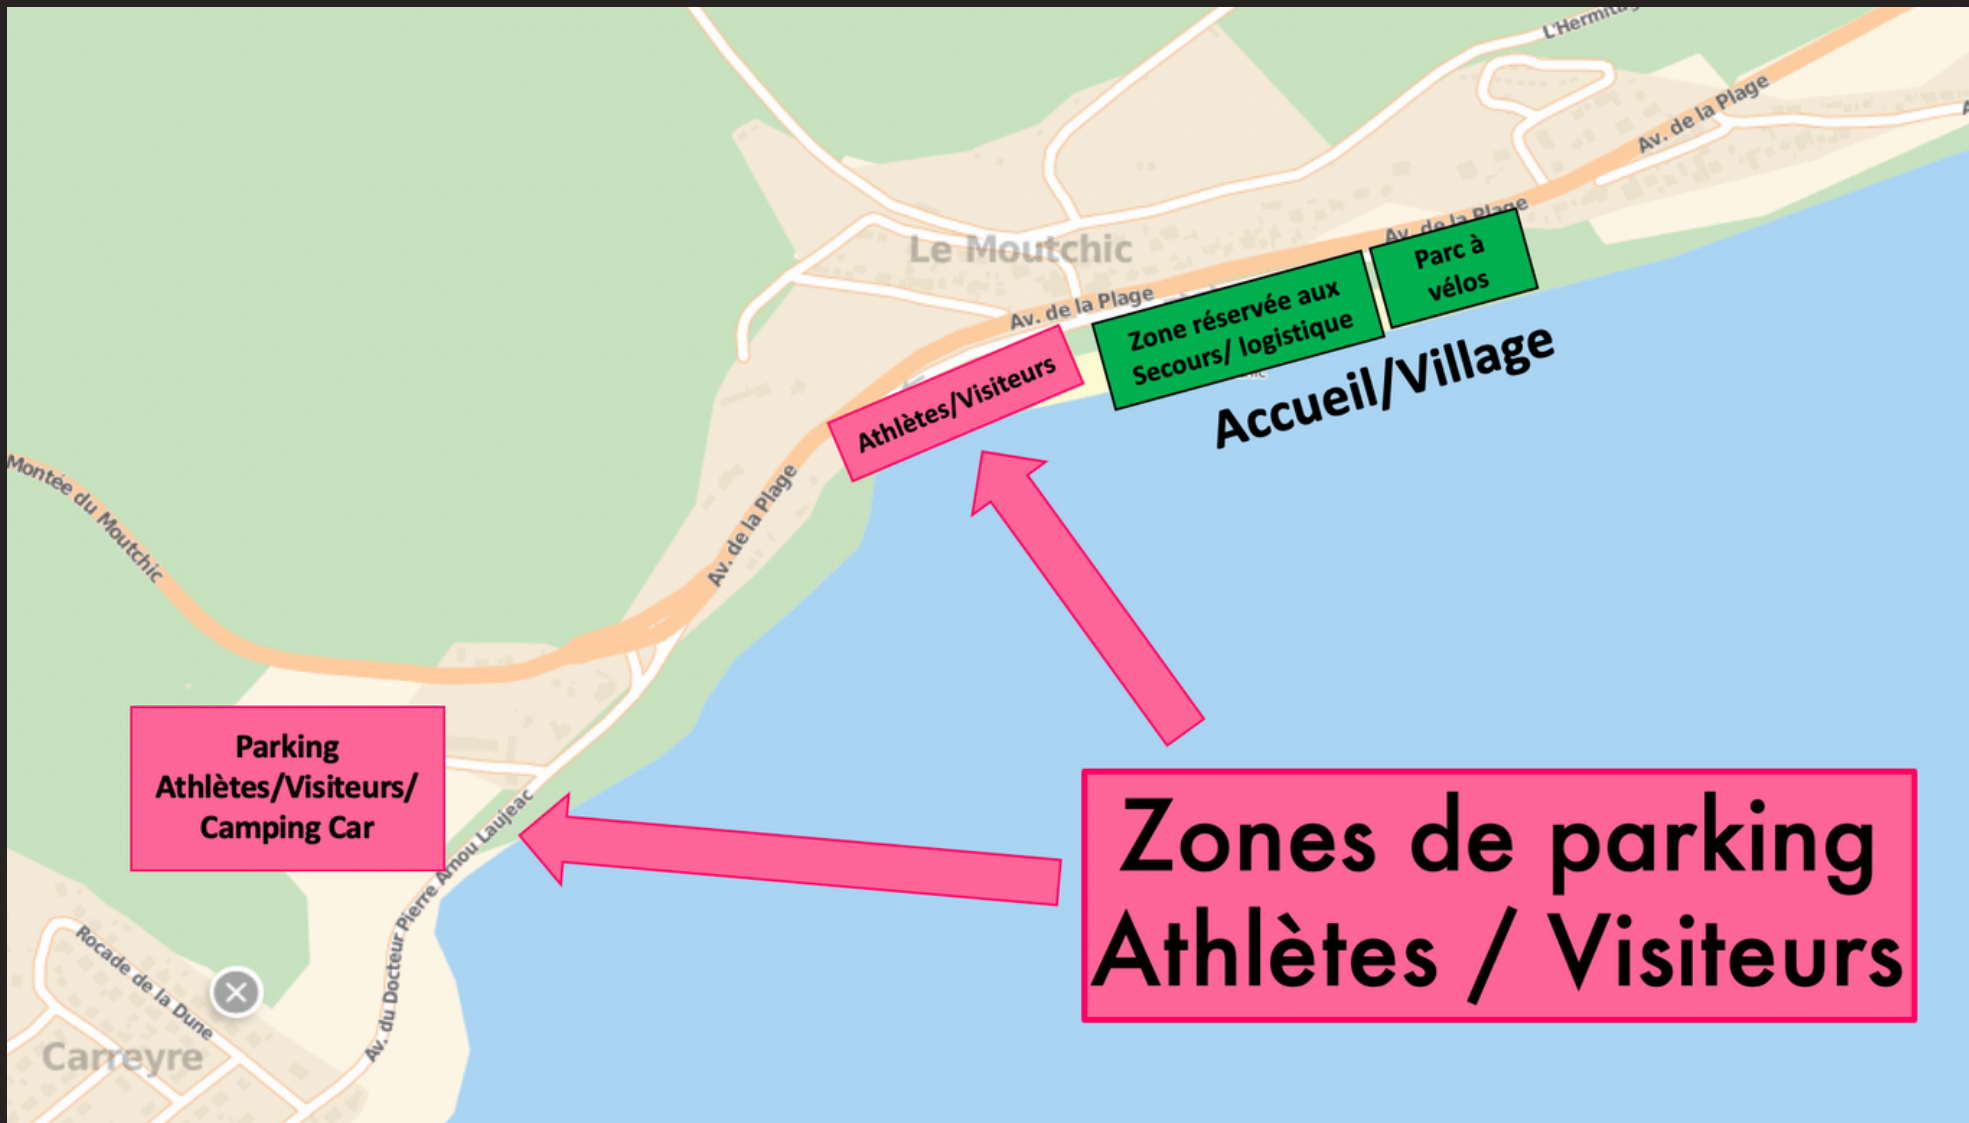 L'Hermitag
Av. de la Plage
Av. de la Plage
Le Moutchic
Parc à
vélos
Zone réservée aux
Secours/ logistique
Av. de la Plage
Accueil/Village
Athlètes/Visiteurs
Montée du Moutchic
Av. de la Plage
Parking
Athlètes/Visiteurs/
Camping Car
Zones de parking
Athlètes / Visiteurs
Av. du Docteur Pierre Arnou Laujeac
Rocade de la Dune
Carreyre